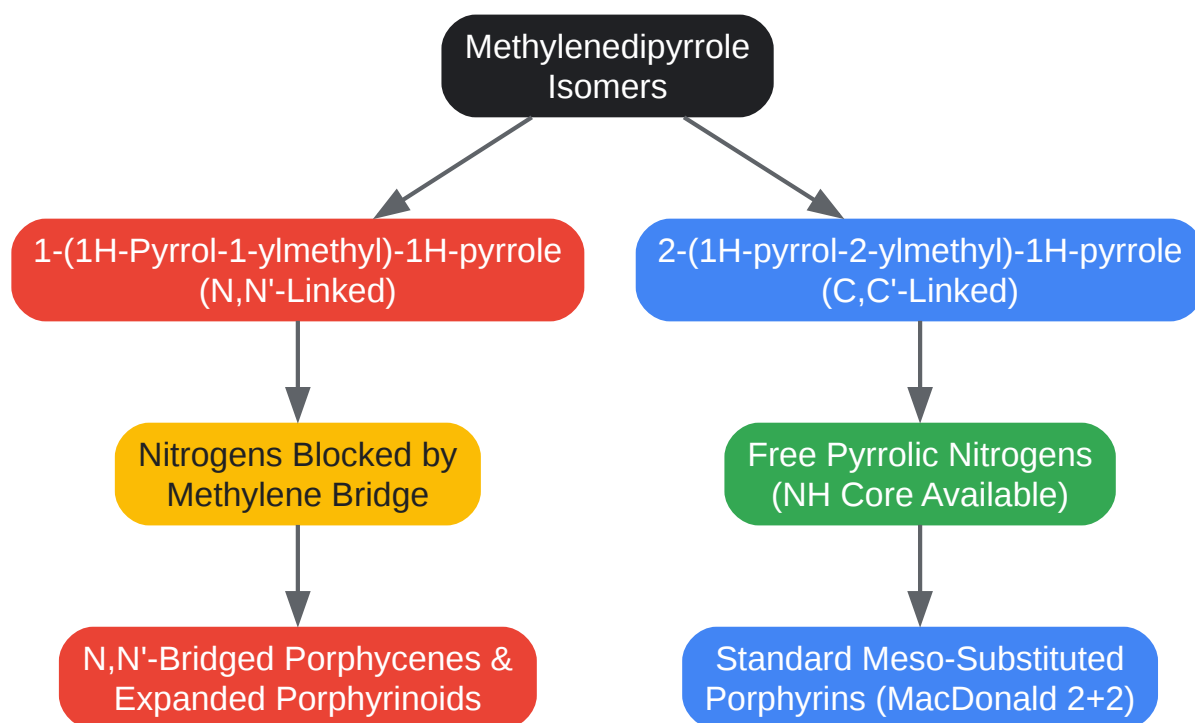 Methylenedipyrrole
Isomers
1-(1H-Pyrrol-1-ylmethyl)-1H-pyrrole
(N,N'-Linked)
2-(1H-pyrrol-2-ylmethyl)-1H-pyrrole
(C,C'-Linked)
Nitrogens Blocked by
Methylene Bridge
Free Pyrrolic Nitrogens
(NH Core Available)
N,N'-Bridged Porphycenes &
Expanded Porphyrinoids
Standard Meso-Substituted
Porphyrins (MacDonald 2+2)